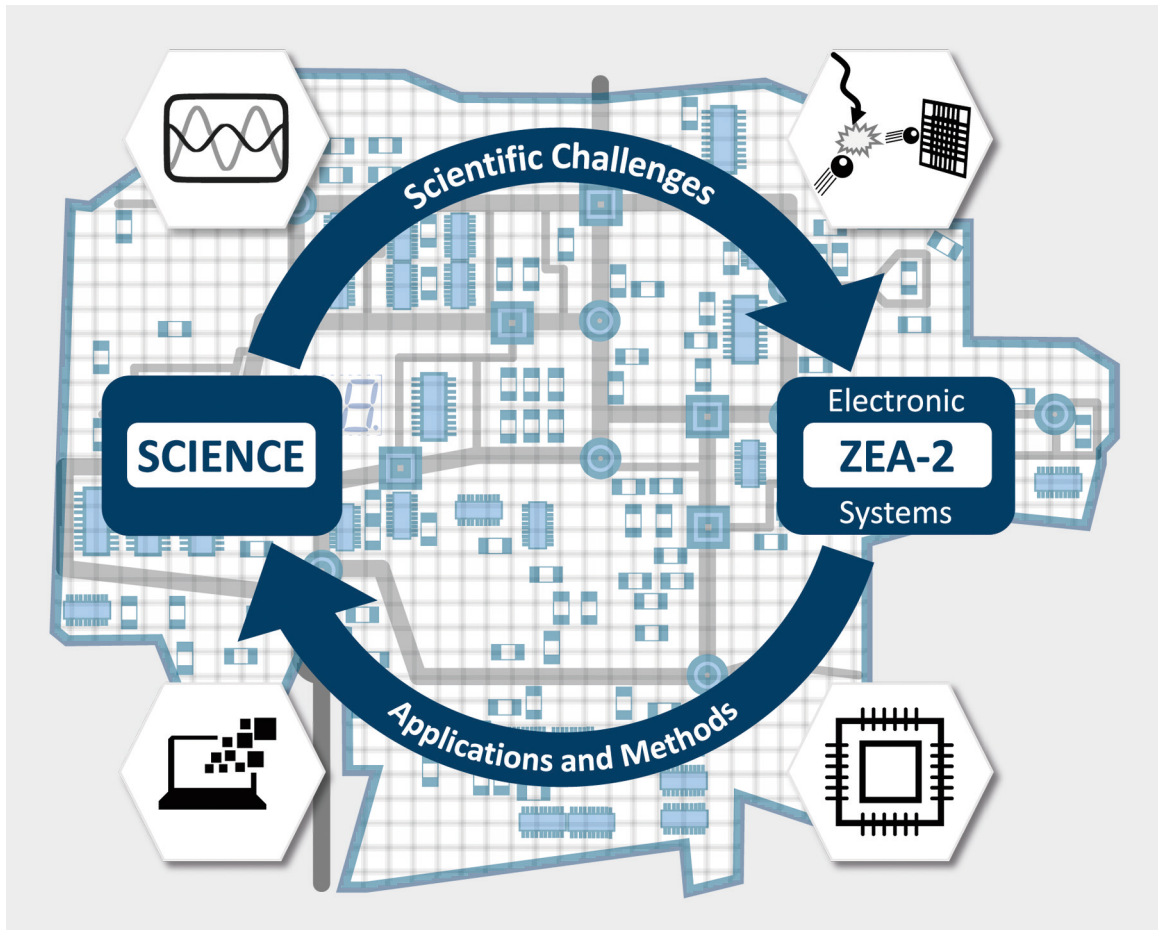 Scientific Challenges
SCIENCE
Electronic
ZEA-2
Systems
Applications and Methods